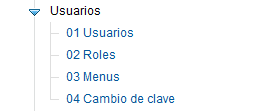 Usuarios
01 Usuarios
02 Roles
03 Menus
04 Cambio de clave